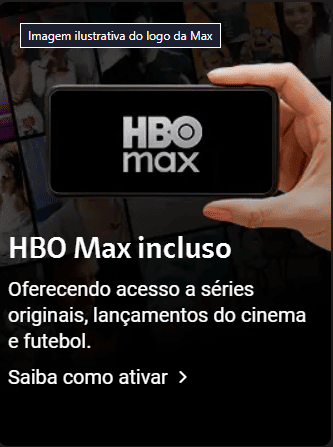 Imagem ilustrativa do logo da Max
HBO
max
HBO Max incluso
Oferecendo acesso a séries
originais, lançamentos do cinema
e futebol.
Saiba como ativar >